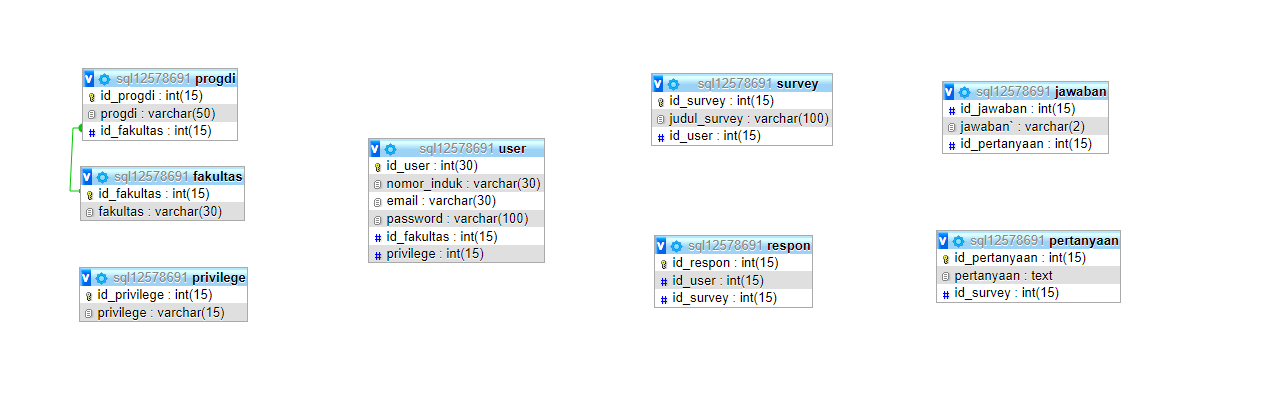 v sql12578691 progdi
id_progdi : int(15)
progdi : varchar(50)
# id_fakultas : int(15)
v sql12578691 fakultas
id_fakultas : int(15)
fakultas : varchar(30)
v sql12578691 privilege
id_privilege : int(15)
privilege : varchar(15)
v sql12578691 user
id_user : int(30)
nomor_induk : varchar(30)
email : varchar(30)
password : varchar(100)
# id_fakultas : int(15)
# privilege : int(15)
v sql12578691 survey
id_survey : int(15)
judul_survey : varchar(100)
# id_user : int(15)
v sql12578691 respon
id_respon : int(15)
# id_user : int(15)
# id_survey : int(15)
v sql12578691 jawaban
# id_jawaban : int(15)
jawaban` : varchar(2)
# id_pertanyaan : int(15)
v sql12578691 pertanyaan
id_pertanyaan : int(15)
pertanyaan : text
# id_survey : int(15)